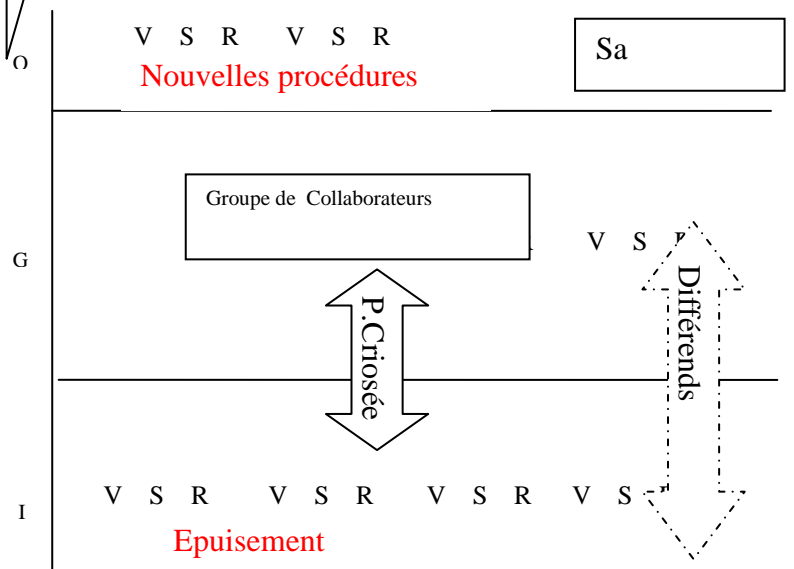 V S R V S R
Sa
O
Nouvelles procédures
Groupe de Collaborateurs
V S
G
Différends
P.Criosée
V S R V S R V S R V S
I
Epuisement